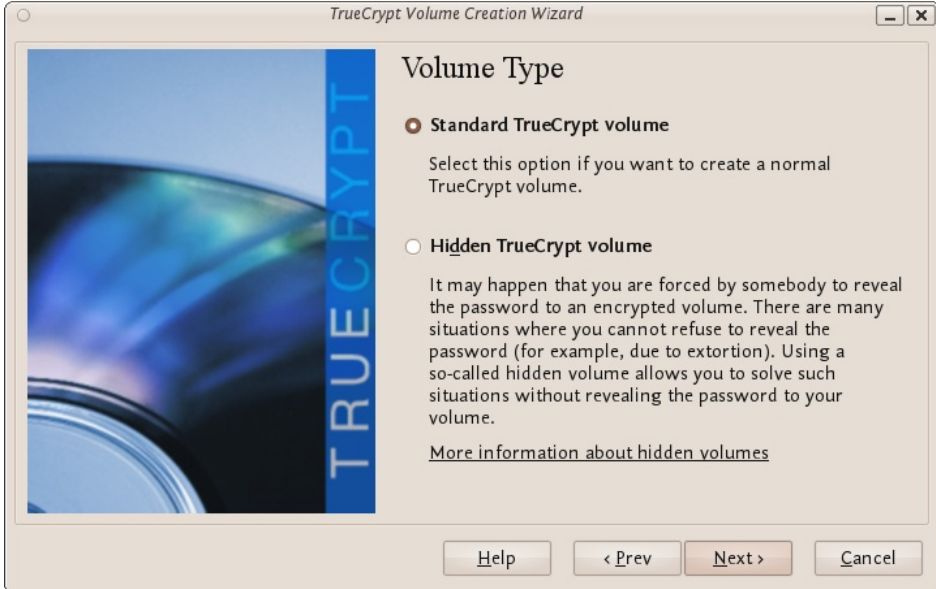 TrueCrypt Volume Creation Wizard
TRUECRYPT
Volume Type
Standard TrueCrypt volume
Select this option if you want to create a normal
TrueCrypt volume.
Hidden TrueCrypt volume
It may happen that you are forced by somebody to reveal
the password to an encrypted volume. There are many
situations where you cannot refuse to reveal the
password (for example, due to extortion). Using a
so-called hidden volume allows you to solve such
situations without revealing the password to your
volume.
More information about hidden volumes
Help
< Prev
Next >
Cancel